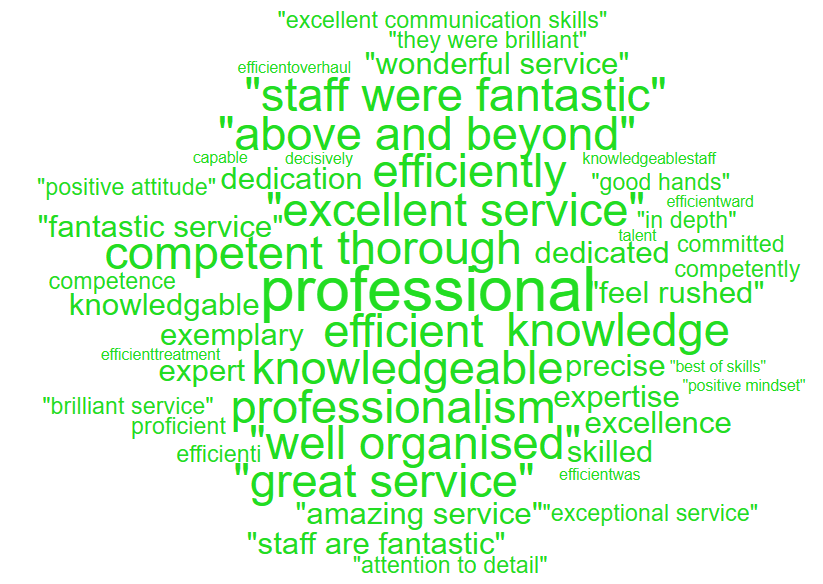 "excellent communication skills"
"they were brilliant"
efficientoverhaul "wonderful service"
"staff were fantastic"
"above and beyond"
capable decisively efficiently knowledgeablestaff
"positive attitude" dedication "good hands"
"excellent service" efficientward
"fantastic service" "in depth"
competent thorough dedicated talent committed
competence professional competently
knowledgable "feel rushed"
exemplary efficient knowledge
efficienttreatment
expert knowledgeable precise "best of skills"
"positive mindset"
"brilliant service" professionalism expertise
proficient excellence
efficienti "well organised" skilled
"great service" efficientwas
"amazing service" "exceptional service"
"staff are fantastic"
"attention to detail"